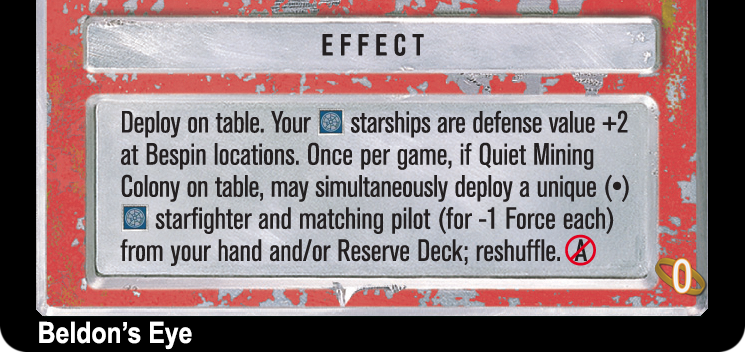 EFFECT
Deploy on table. Your starships are defense value +2
at Bespin locations. Once per game, if Quiet Mining
Colony on table, may simultaneously deploy a unique (•)
starfighter and matching pilot (for -1 Force each)
from your hand and/or Reserve Deck; reshuffle. A
0
Beldon's Eye